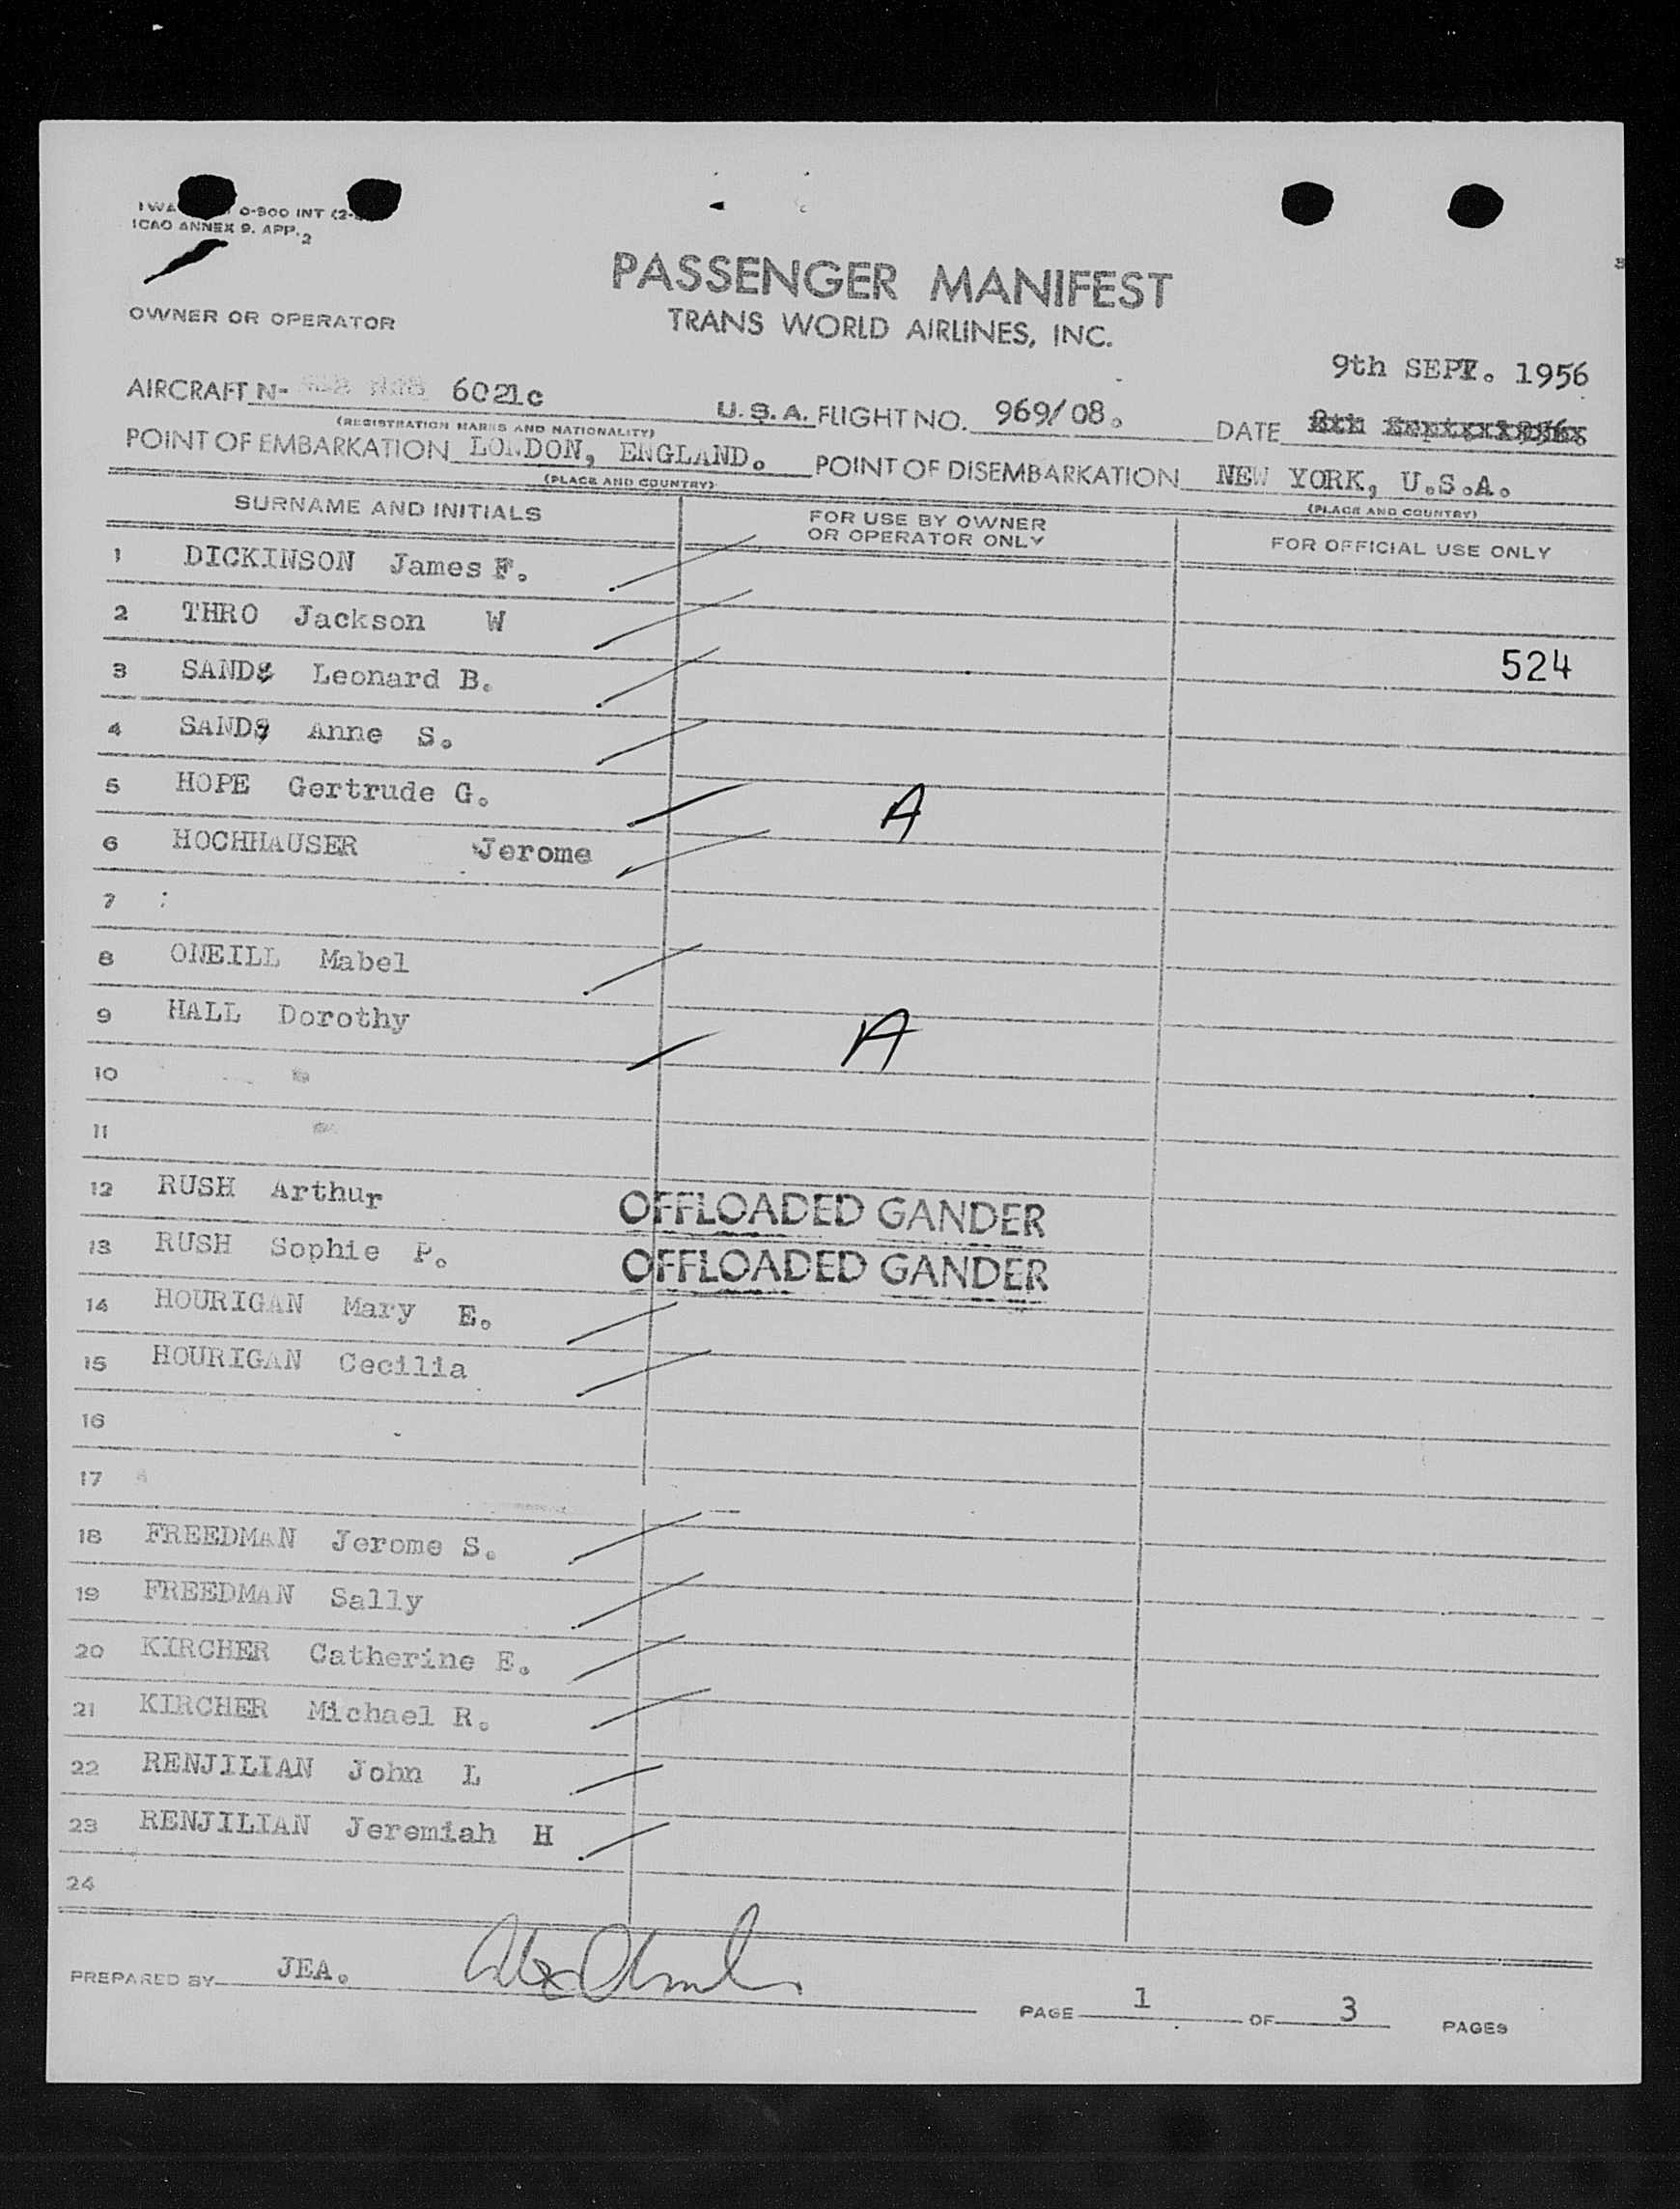 0-900 INT (2-
ICAO ANNEX 9. APP. 2
OWNER OR OPERATOR
PASSENGER MANIFEST
TRANS WORLD AIRLINES, INC.
9th SEPT. 1956
AIRCRAFT N- 6021c U.S.A. FLIGHT NO. 969/08. DATE
(REGISTRATION MARKS AND NATIONALITY)
POINT OF EMBARKATION LONDON, ENGLAND. POINT OF DISEMBARKATION NEW YORK, U.S.A.
(PLACE AND COUNTRY) (PLACE AND COUNTRY)
SURNAME AND INITIALS FOR USE BY OWNER OR OPERATOR ONLY FOR OFFICIAL USE ONLY
1 DICKINSON James F.
2 THRO Jackson W
524
3 SANDS Leonard B.
4 SANDS Anne S.
5 HOPE Gertrude G. A
6 HOCHHAUSER Jerome
7 :
8 ONEILL Mabel
9 HALL Dorothy A
10
11
12 RUSH Arthur OFFLOADED GANDER
13 RUSH Sophie P. OFFLOADED GANDER
14 HOURIGAN Mary E.
15 HOURIGAN Cecilia
16
17
18 FREEDMAN Jerome S.
19 FREEDMAN Sally
20 KIRCHER Catherine E.
21 KIRCHER Michael R.
22 RENJILIAN John L
23 RENJILIAN Jeremiah H
24
PREPARED BY JEA.
PAGE 1 OF 3 PAGES